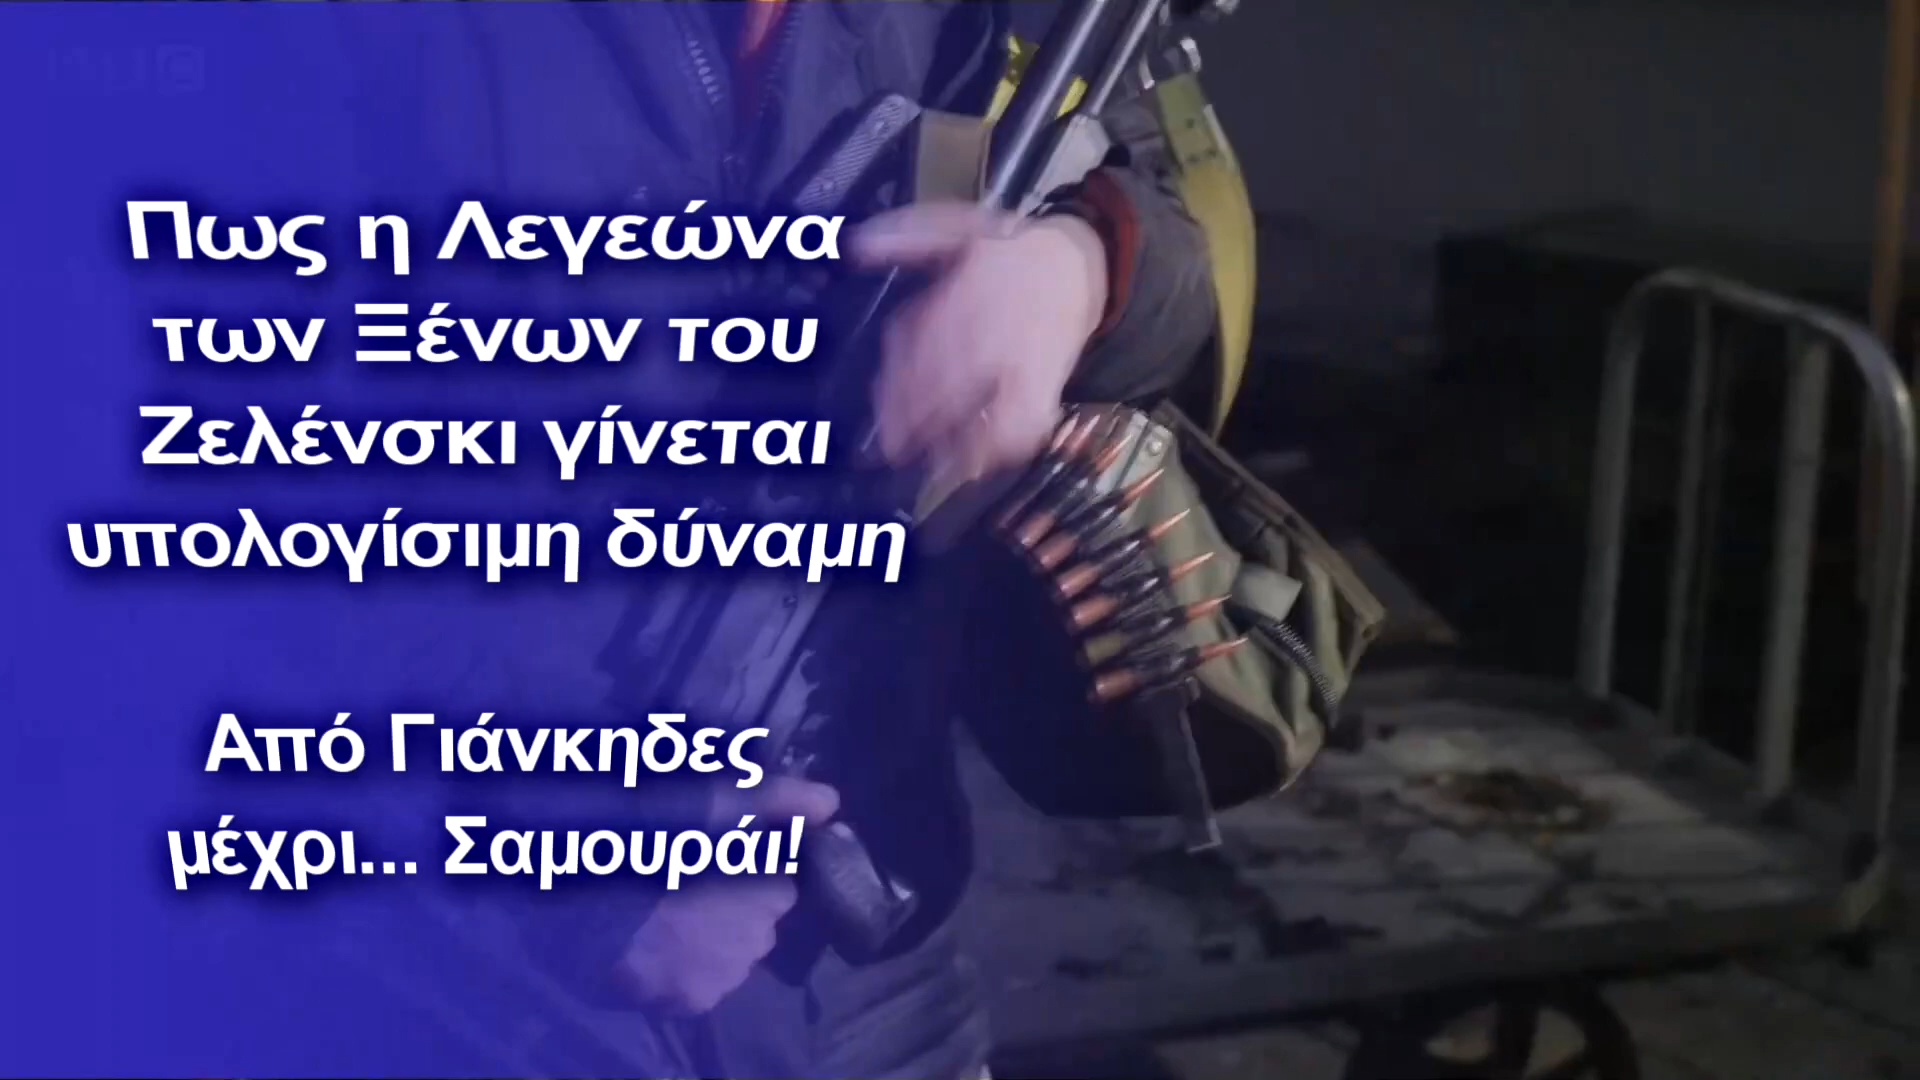 Πως η Λεγεώνα
των Ξένων του
Ζελένσκι γίνεται
υπολογίσιμη δύναμη
Από Γιάνκηδες
μέχρι... Σαμουράι!